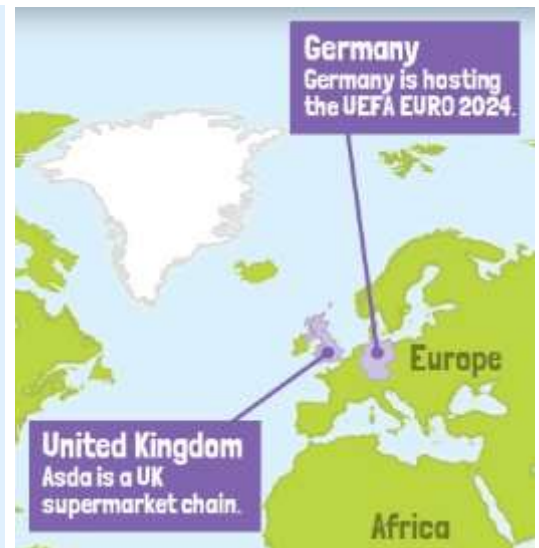 Germany
Germany is hosting
the UEFA EURO 2024.
Europe
United Kingdom
Asda is a UK
supermarket chain.
Africa